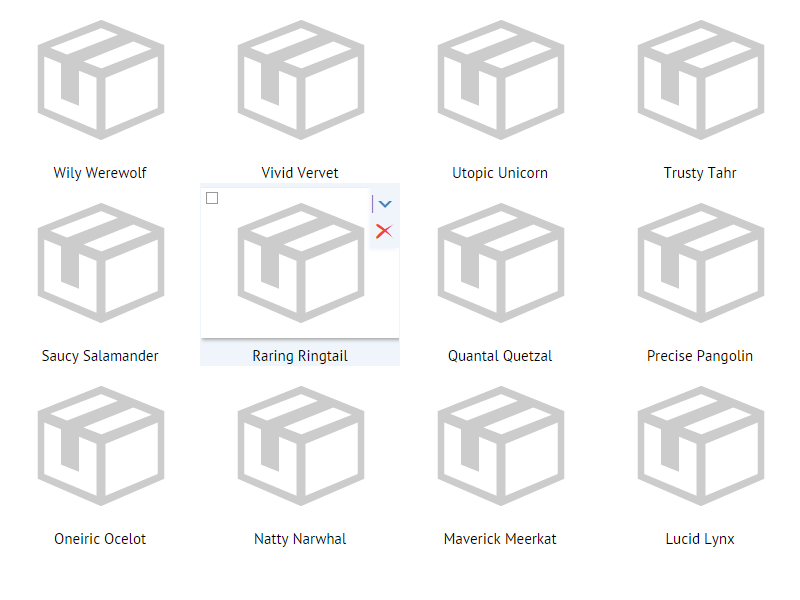 Wily Werewolf
Vivid Vervet
Utopic Unicorn
Trusty Tahr
Saucy Salamander
Raring Ringtail
Quantal Quetzal
Precise Pangolin
Oneiric Ocelot
Natty Narwhal
Maverick Meerkat
Lucid Lynx